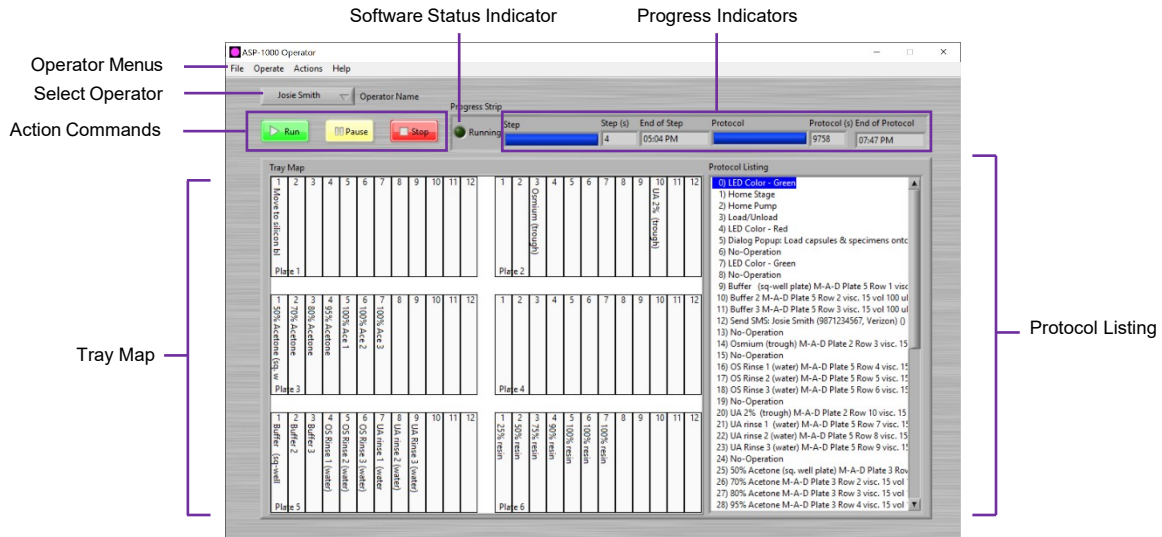 Software Status Indicator
Progress Indicators
ASP-1000 Operator
Operator Menus
File Operate Actions Help
Select Operator
Josie Smith
Operator Name
Action Commands
Run
Pause
Stop
Progress Strip
Running
Step
Step (s)
End of Step
Protocol
Protocol (s)
End of Protocol
4
05:04 PM
9758
07:47 PM
Tray Map
1 2 3 4 5 6 7 8 9 10 11 12
Move to silicon bl
Plate 1
1 2 3 4 5 6 7 8 9 10 11 12
Osmium (trough)
UA 2% (trough)
Plate 2
1 2 3 4 5 6 7 8 9 10 11 12
50% Acetone (sq. w
70% Acetone
80% Acetone
95% Acetone
100% Ace 1
100% Ace 2
100% Ace 3
Plate 3
1 2 3 4 5 6 7 8 9 10 11 12
Plate 4
1 2 3 4 5 6 7 8 9 10 11 12
Buffer (sq-well
Buffer 2
Buffer 3
OS Rinse 1 (water)
OS Rinse 2 (water)
OS Rinse 3 (water)
UA rinse 1 (water
UA rinse 2 (water)
UA Rinse 3 (water)
Plate 5
1 2 3 4 5 6 7 8 9 10 11 12
25% resin
50% resin
75% resin
90% resin
100% resin
100% resin
100% resin
Plate 6
Protocol Listing
0) LED Color - Green
1) Home Stage
2) Home Pump
3) Load/Unload
4) LED Color - Red
5) Dialog Popup: Load capsules & specimens ontc
6) No-Operation
7) LED Color - Green
8) No-Operation
9) Buffer (sq-well plate) M-A-D Plate 5 Row 1 visc
10) Buffer 2 M-A-D Plate 5 Row 2 visc. 15 vol 100 ul
11) Buffer 3 M-A-D Plate 5 Row 3 visc. 15 vol 100 ul
12) Send SMS: Josie Smith (9871234567, Verizon) ()
13) No-Operation
14) Osmium (trough) M-A-D Plate 2 Row 3 visc. 15
15) No-Operation
16) OS Rinse 1 (water) M-A-D Plate 5 Row 4 visc. 15
17) OS Rinse 2 (water) M-A-D Plate 5 Row 5 visc. 15
18) OS Rinse 3 (water) M-A-D Plate 5 Row 6 visc. 15
19) No-Operation
20) UA 2% (trough) M-A-D Plate 2 Row 10 visc. 15
21) UA rinse 1 (water) M-A-D Plate 5 Row 7 visc. 15
22) UA rinse 2 (water) M-A-D Plate 5 Row 8 visc. 15
23) UA Rinse 3 (water) M-A-D Plate 5 Row 9 visc. 15
24) No-Operation
25) 50% Acetone (sq. well plate) M-A-D Plate 3 Rov
26) 70% Acetone M-A-D Plate 3 Row 2 visc. 15 vol
27) 80% Acetone M-A-D Plate 3 Row 3 visc. 15 vol
28) 95% Acetone M-A-D Plate 3 Row 4 visc. 15 vol
Tray Map
Protocol Listing